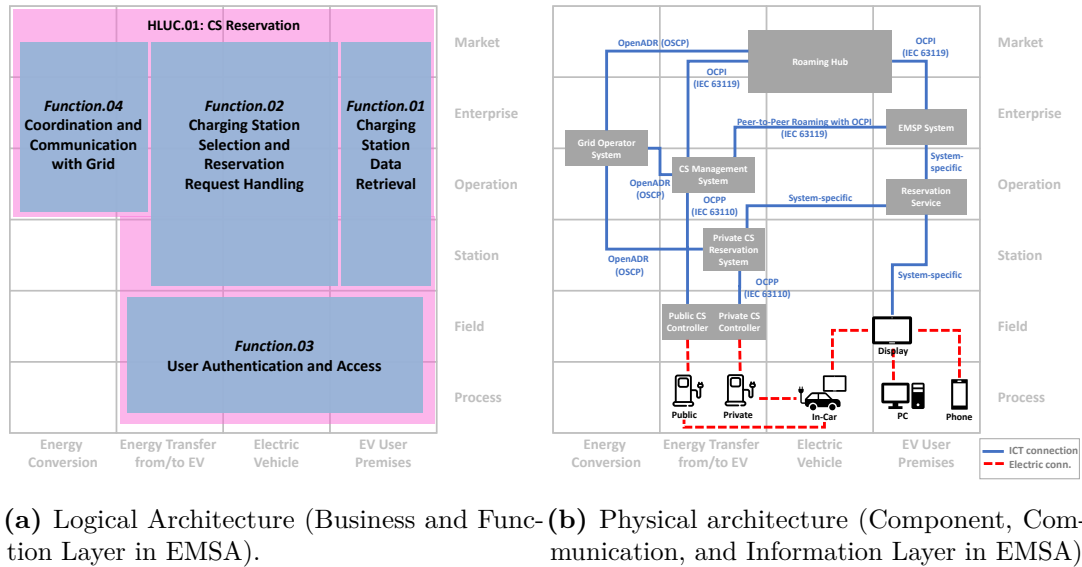 HLUC.01: CS Reservation
Market
Enterprise
Operation
Station
Field
Process
Function.04
Coordination and
Communication
with Grid
Function.02
Charging Station
Selection and
Reservation
Request Handling
Function.01
Charging
Station
Data
Retrieval
Function.03
User Authentication and Access
Energy
Conversion
Energy Transfer
from/to EV
Electric
Vehicle
EV User
Premises
(a) Logical Architecture (Business and Func-
tion Layer in EMSA).
OpenADR (OSCP)
OCPI
(IEC 63119)
Roaming Hub
OCPI
(IEC 63119)
Market
Peer-to-Peer Roaming with OCPI
(IEC 63119)
EMSP System
Enterprise
Grid Operator
System
CS Management
System
System-
specific
OpenADR
(OSCP)
OCPP
(IEC 63110)
System-specific
Reservation
Service
Operation
Private CS
Reservation
System
OpenADR
(OSCP)
OCPP
(IEC 63110)
System-specific
Station
Public CS
Controller
Private CS
Controller
Display
Field
Public
Private
In-Car
PC
Phone
Process
Energy
Conversion
Energy Transfer
from/to EV
Electric
Vehicle
EV User
Premises
ICT connection
Electric conn.
(b) Physical architecture (Component, Com-
munication, and Information Layer in EMSA)